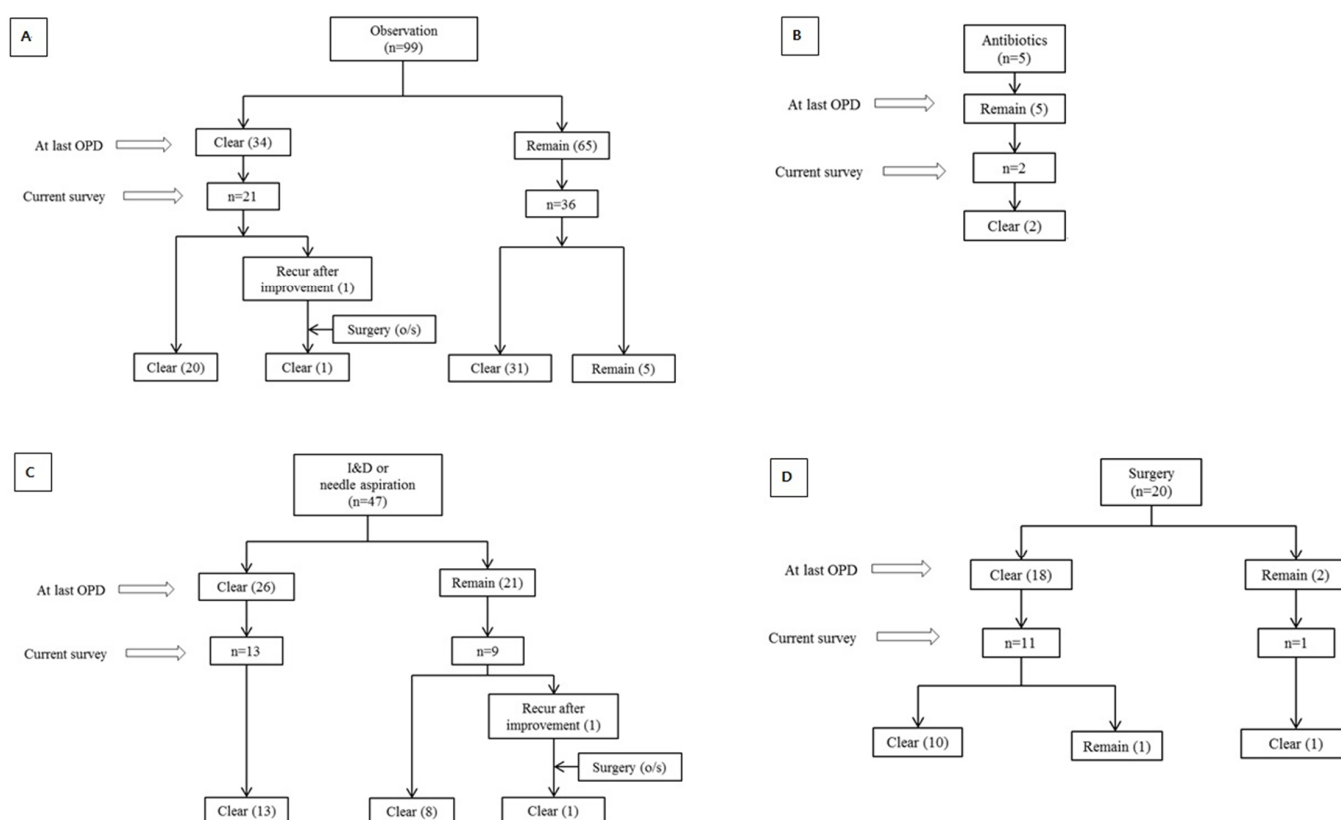 A
Observation
(n=99)
At last OPD
Clear (34)
Remain (65)
Current survey
n=21
n=36
Recur after
improvement (1)
Surgery (o/s)
Clear (20)
Clear (1)
Clear (31)
Remain (5)
B
Antibiotics
(n=5)
At last OPD
Remain (5)
Current survey
n=2
Clear (2)
C
I&D or
needle aspiration
(n=47)
At last OPD
Clear (26)
Remain (21)
Current survey
n=13
n=9
Recur after
improvement (1)
Surgery (o/s)
Clear (13)
Clear (8)
Clear (1)
D
Surgery
(n=20)
At last OPD
Clear (18)
Remain (2)
Current survey
n=11
n=1
Clear (10)
Remain (1)
Clear (1)